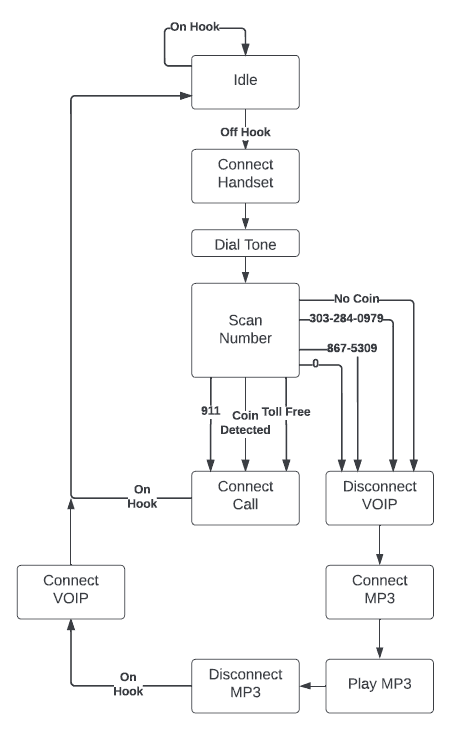 On Hook
Idle
Off Hook
Connect
Handset
Dial Tone
Scan
Number
No Coin
303-284-0979
867-5309
0
911
Coin
Detected
Toll Free
Connect
Call
Disconnect
VOIP
On
Hook
Connect
VOIP
Connect
MP3
On
Hook
Disconnect
MP3
Play MP3